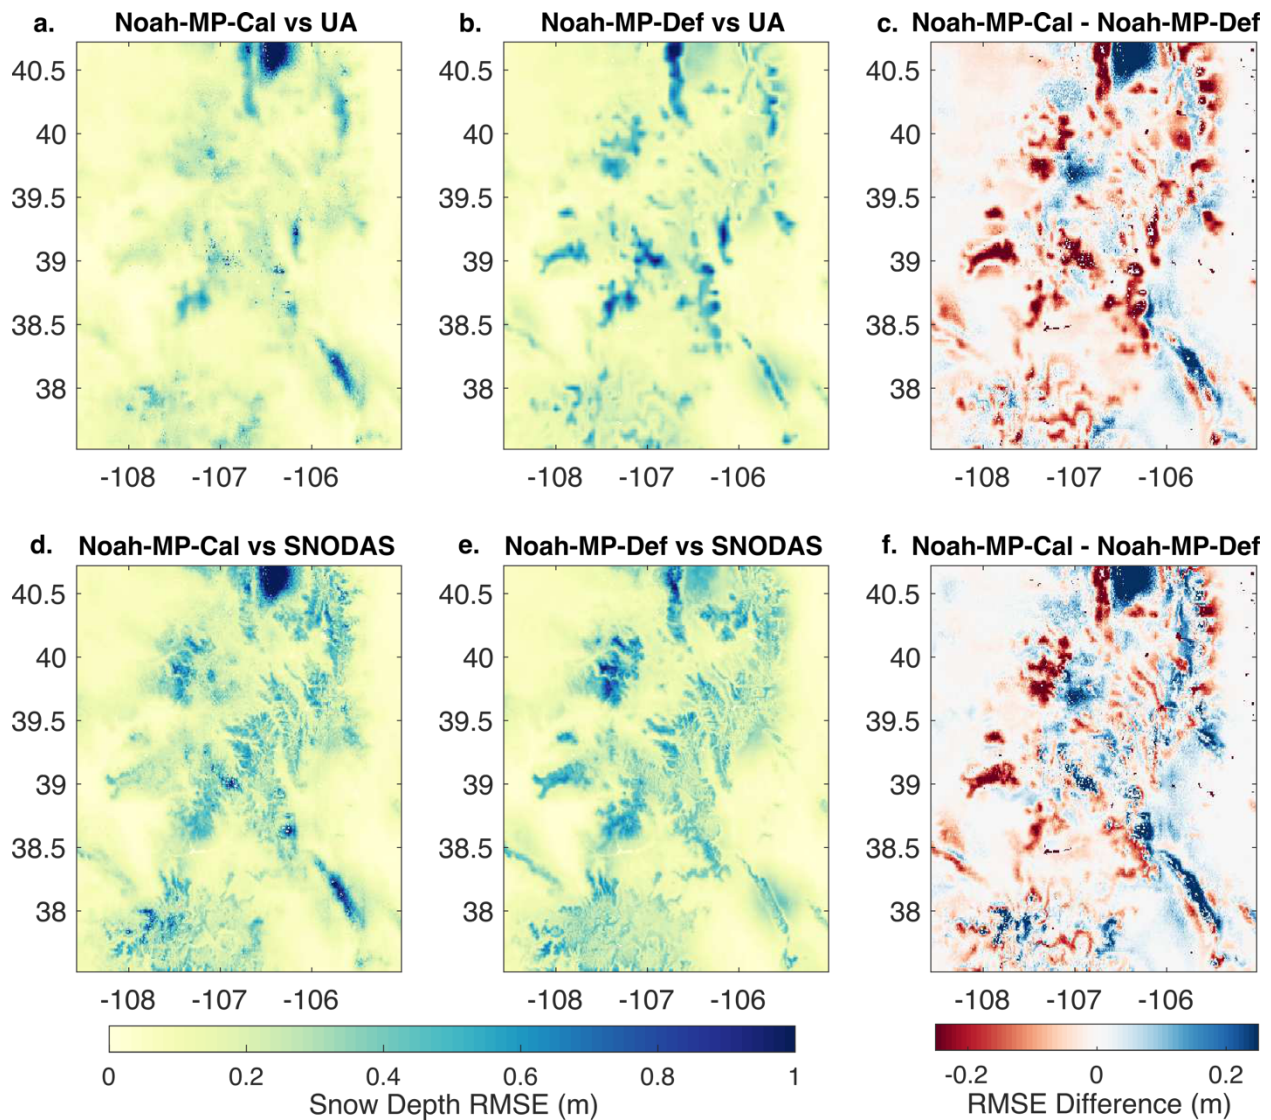 a. Noah-MP-Cal vs UA
b. Noah-MP-Def vs UA
c. Noah-MP-Cal - Noah-MP-Def
40.5
40
39.5
39
38.5
38
-108 -107 -106
-108 -107 -106
-108 -107 -106
40.5
40
39.5
39
38.5
38
40.5
40
39.5
39
38.5
38
d. Noah-MP-Cal vs SNODAS
e. Noah-MP-Def vs SNODAS
f. Noah-MP-Cal - Noah-MP-Def
40.5
40
39.5
39
38.5
38
-108 -107 -106
40.5
40
39.5
39
38.5
38
-108 -107 -106
40.5
40
39.5
39
38.5
38
-108 -107 -106
0 0.2 0.4 0.6 0.8 1
Snow Depth RMSE (m)
-0.2 0 0.2
RMSE Difference (m)